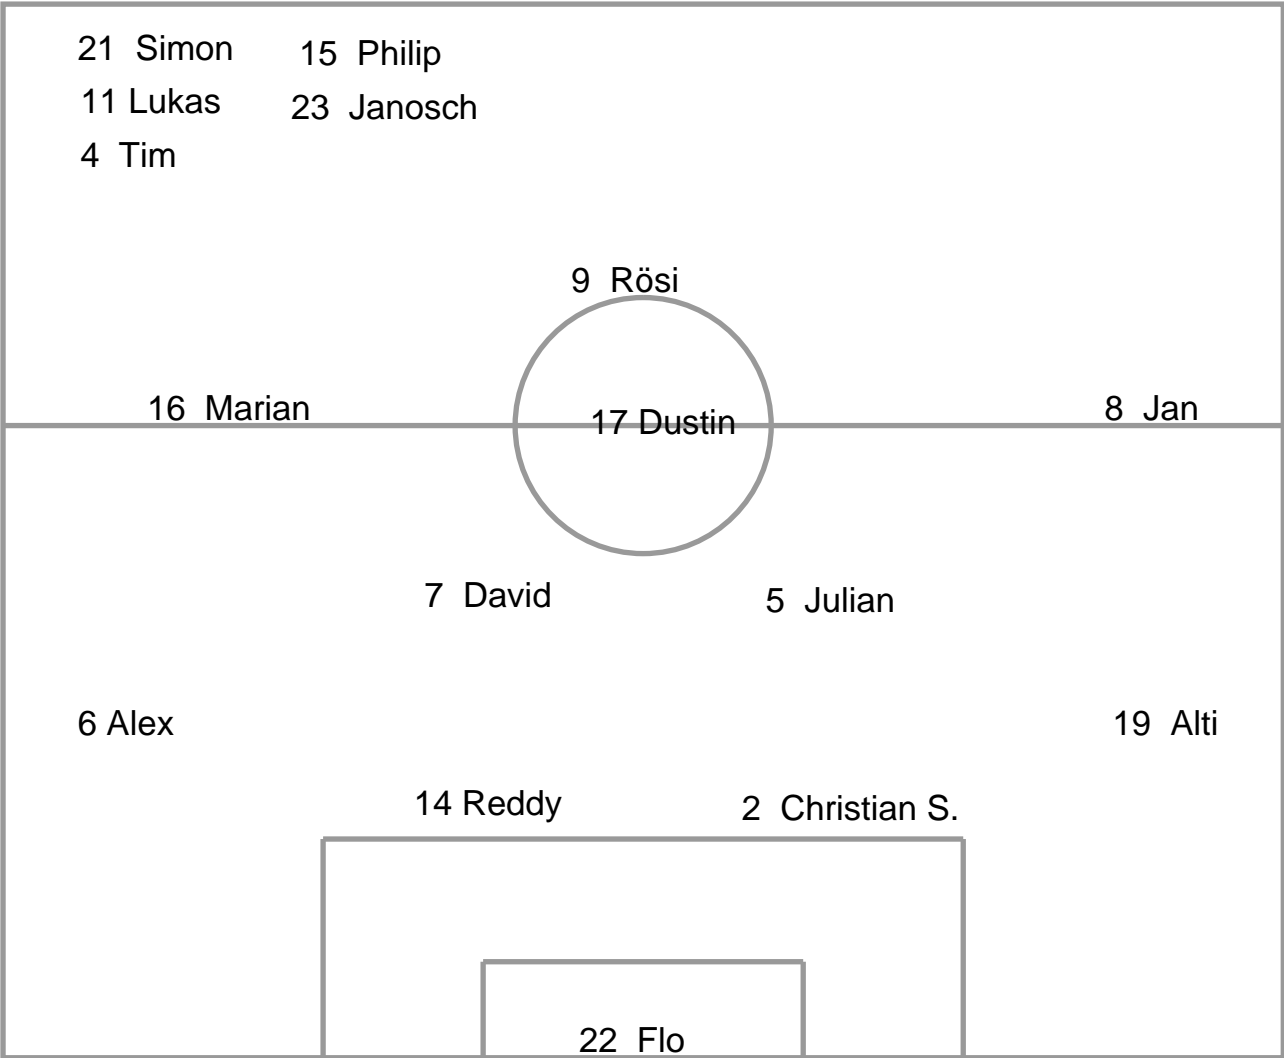 21 Simon
15 Philip
11 Lukas
23 Janosch
4 Tim
9 Rösi
16 Marian
17 Dustin
8 Jan
7 David
5 Julian
6 Alex
19 Alti
14 Reddy
2 Christian S.
22 Flo